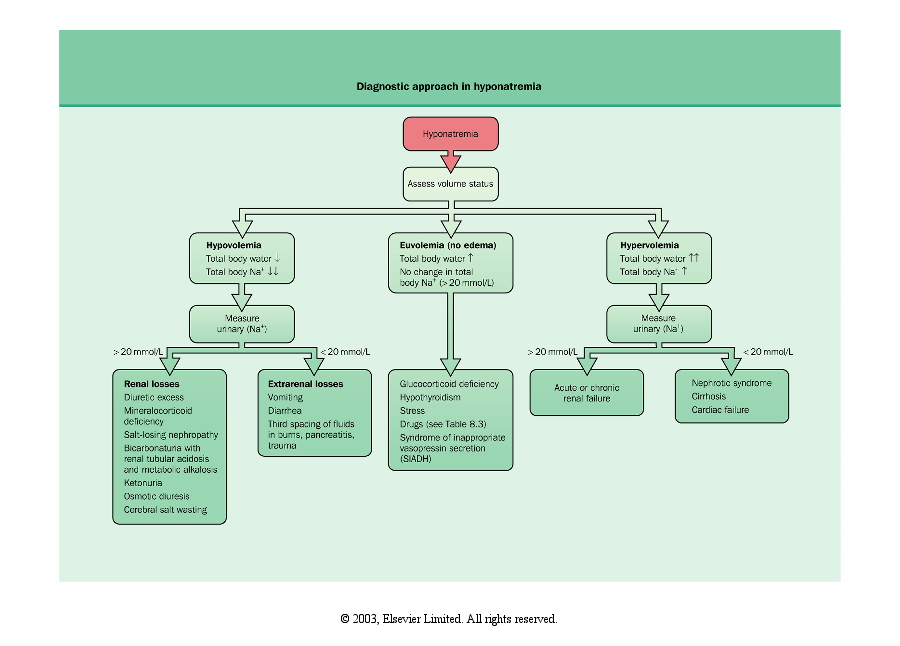 Diagnostic approach in hyponatremia
Hyponatremia
Assess volume status
Hypovolemia
Total body water ↓
Total body Na⁺ ↓↓
Euvolemia (no edema)
Total body water ↑
No change in total
body Na⁺ (> 20 mmol/L)
Hypervolemia
Total body water ↑↑
Total body Na⁺ ↑
Measure
urinary (Na⁺)
Measure
urinary (Na⁺)
> 20 mmol/L
< 20 mmol/L
> 20 mmol/L
< 20 mmol/L
Renal losses
Diuretic excess
Mineralocorticoid
deficiency
Salt-losing nephropathy
Bicarbonaturia with
renal tubular acidosis
and metabolic alkalosis
Ketonuria
Osmotic diuresis
Cerebral salt wasting
Extrarenal losses
Vomiting
Diarrhea
Third spacing of fluids
in burns, pancreatitis,
trauma
Glucocorticoid deficiency
Hypothyroidism
Stress
Drugs (see Table 8.3)
Syndrome of inappropriate
vasopressin secretion
(SIADH)
Acute or chronic
renal failure
Nephrotic syndrome
Cirrhosis
Cardiac failure
© 2003, Elsevier Limited. All rights reserved.